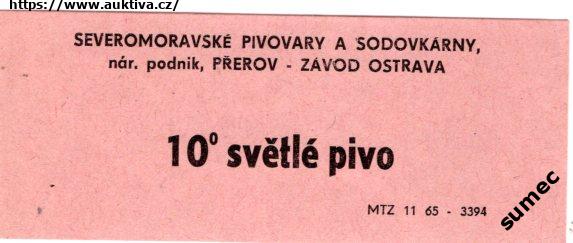 https://www.auktiva.cz/
SEVEROMORAVSKÉ PIVOVARY A SODOVKÁRNY,
nár. podnik, PŘEROV - ZÁVOD OSTRAVA
10° světlé pivo
MTZ 11 65 - 3394
sumec